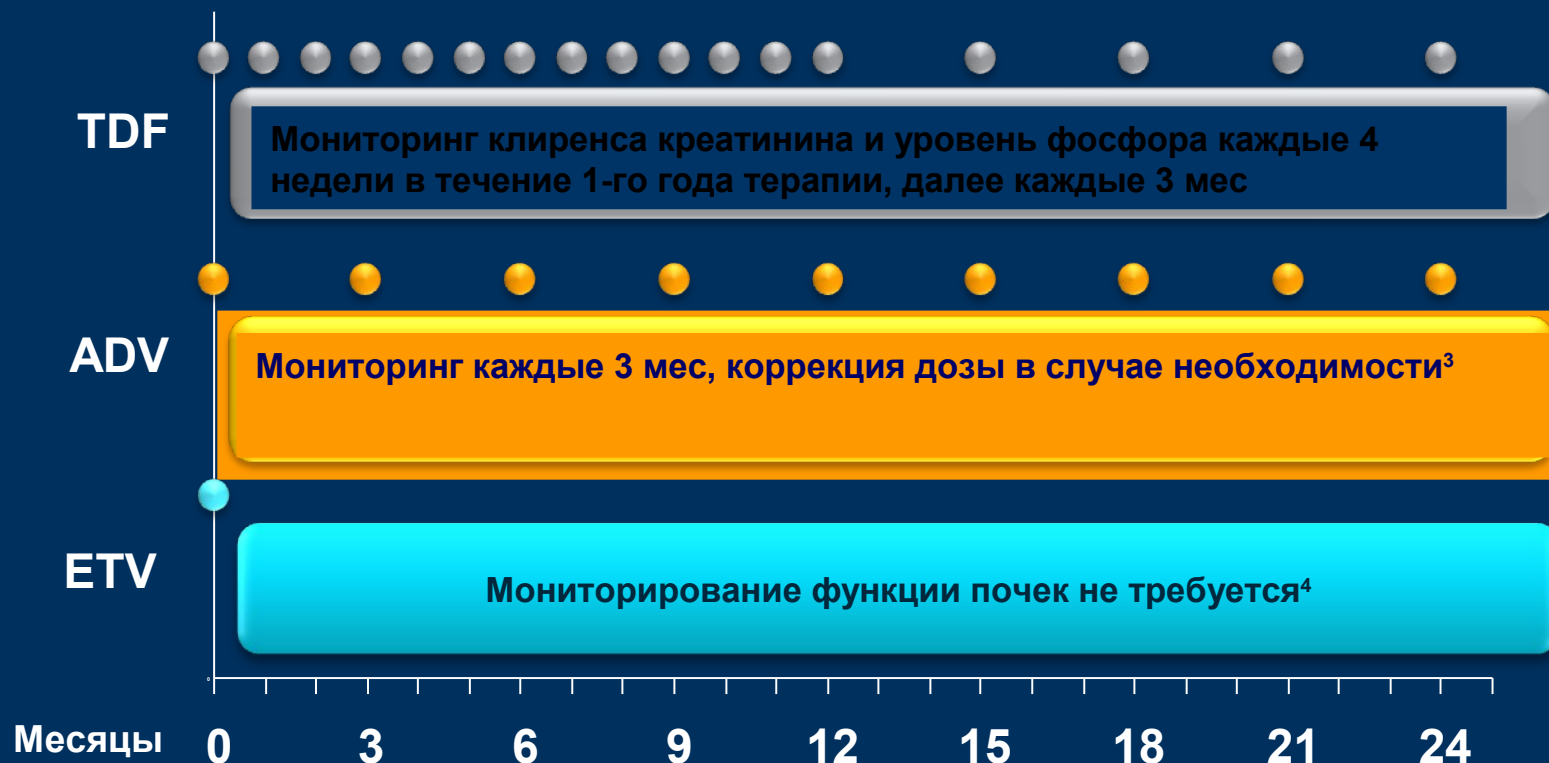 TDF
Мониторинг клиренса креатинина и уровень фосфора каждые 4
недели в течение 1-го года терапии, далее каждые 3 мес
ADV
Мониторинг каждые 3 мес, коррекция дозы в случае необходимости³
ETV
Мониторирование функции почек не требуется⁴
Месяцы 0 3 6 9 12 15 18 21 24